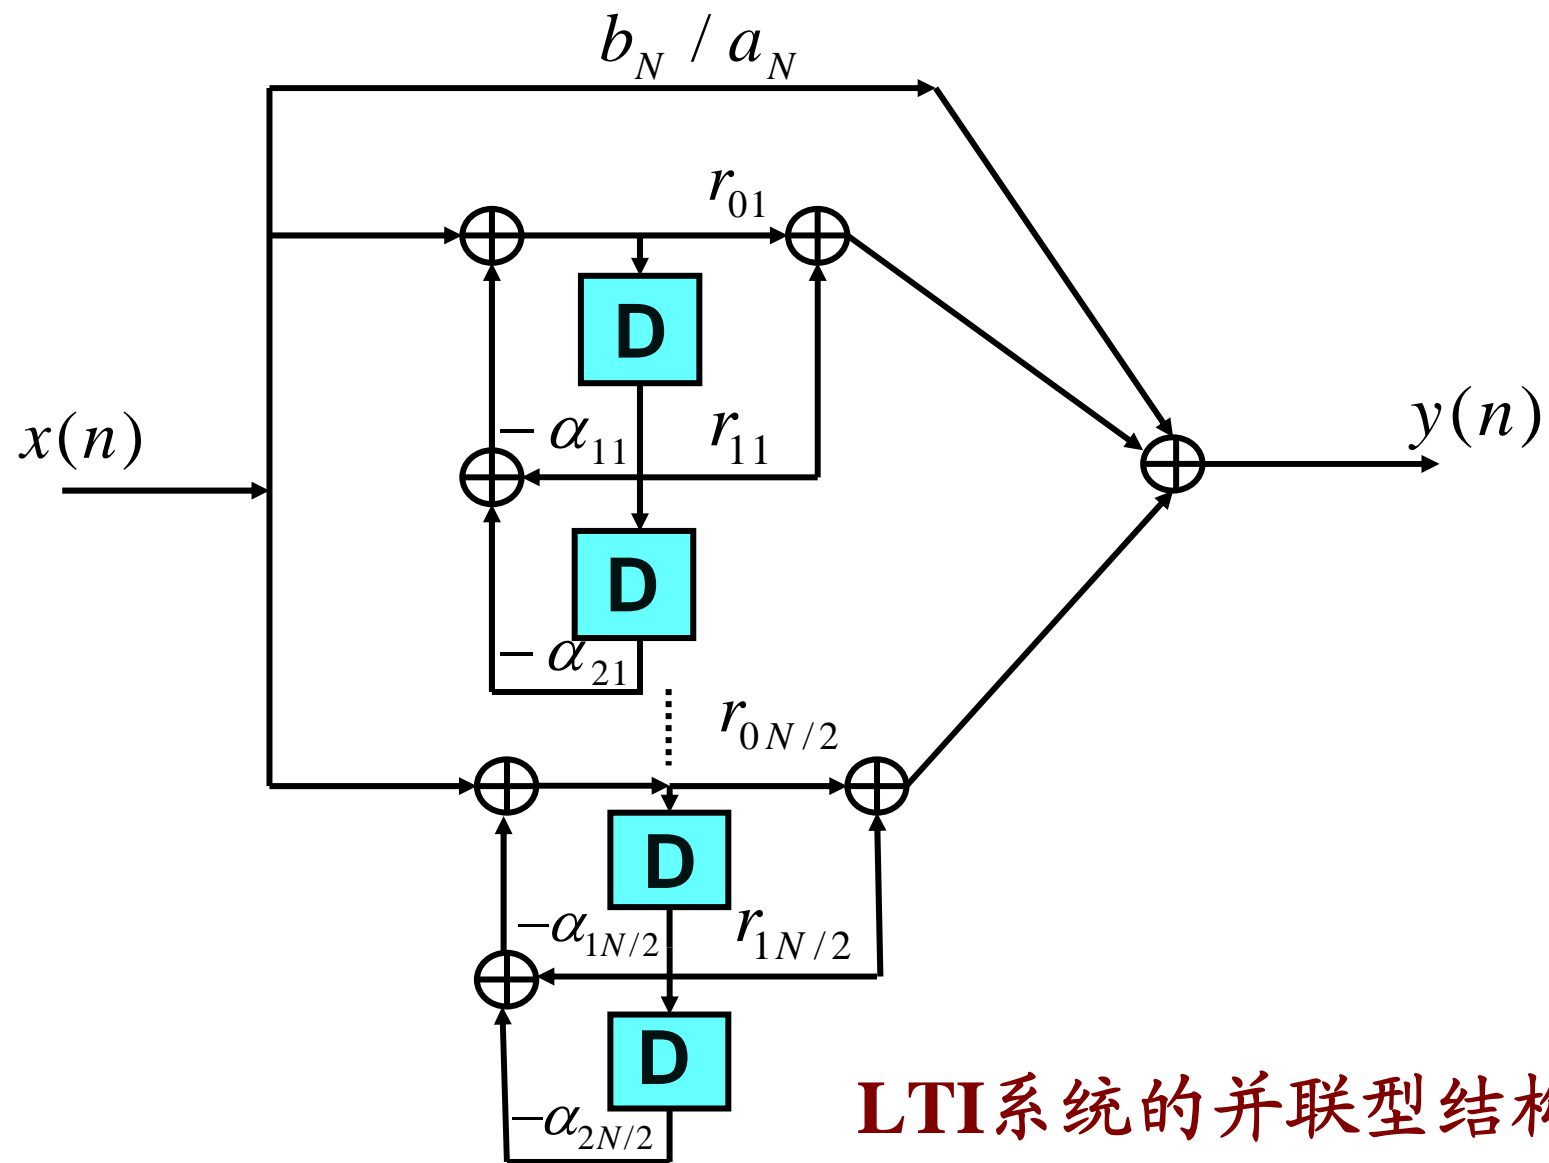 b_N / a_N
r_01
D
x(n)
−α_11
r_11
y(n)
D
−α_21
r_0N/2
D
−α_1N/2
r_1N/2
D
−α_2N/2
LTI系统的并联型结构